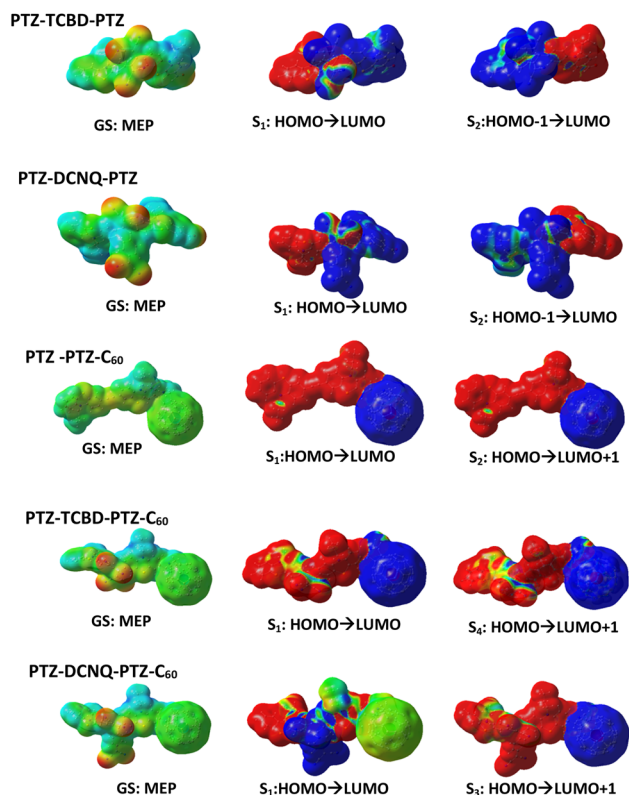 PTZ-TCBD-PTZ
GS: MEP
S₁: HOMO→LUMO
S₂:HOMO-1→LUMO
PTZ-DCNQ-PTZ
GS: MEP
S₁: HOMO→LUMO
S₂: HOMO-1→LUMO
PTZ -PTZ-C₆₀
GS: MEP
S₁:HOMO→LUMO
S₂: HOMO→LUMO+1
PTZ-TCBD-PTZ-C₆₀
GS: MEP
S₁: HOMO→LUMO
S₄: HOMO→LUMO+1
PTZ-DCNQ-PTZ-C₆₀
GS: MEP
S₁:HOMO→LUMO
S₃: HOMO→LUMO+1